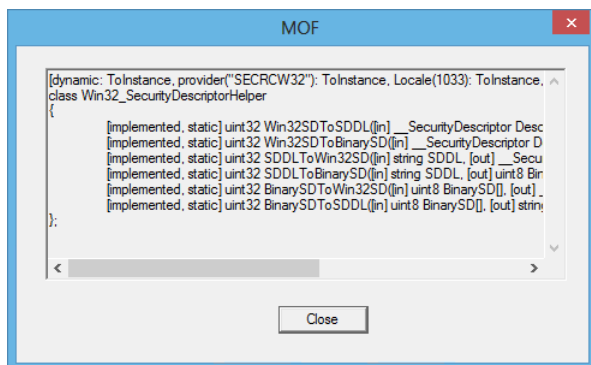 MOF
[dynamic: ToInstance, provider("SECRCW32"): ToInstance, Locale(1033): ToInstance,
class Win32_SecurityDescriptorHelper
{
[implemented, static] uint32 Win32SDToSDDL([in] __SecurityDescriptor Desc
[implemented, static] uint32 Win32SDToBinarySD([in] __SecurityDescriptor D
[implemented, static] uint32 SDDLToWin32SD([in] string SDDL, [out] __Secu
[implemented, static] uint32 SDDLToBinarySD([in] string SDDL, [out] uint8 Bin
[implemented, static] uint32 BinarySDToWin32SD([in] uint8 BinarySD[], [out] _
[implemented, static] uint32 BinarySDToSDDL([in] uint8 BinarySD[], [out] string
};
Close